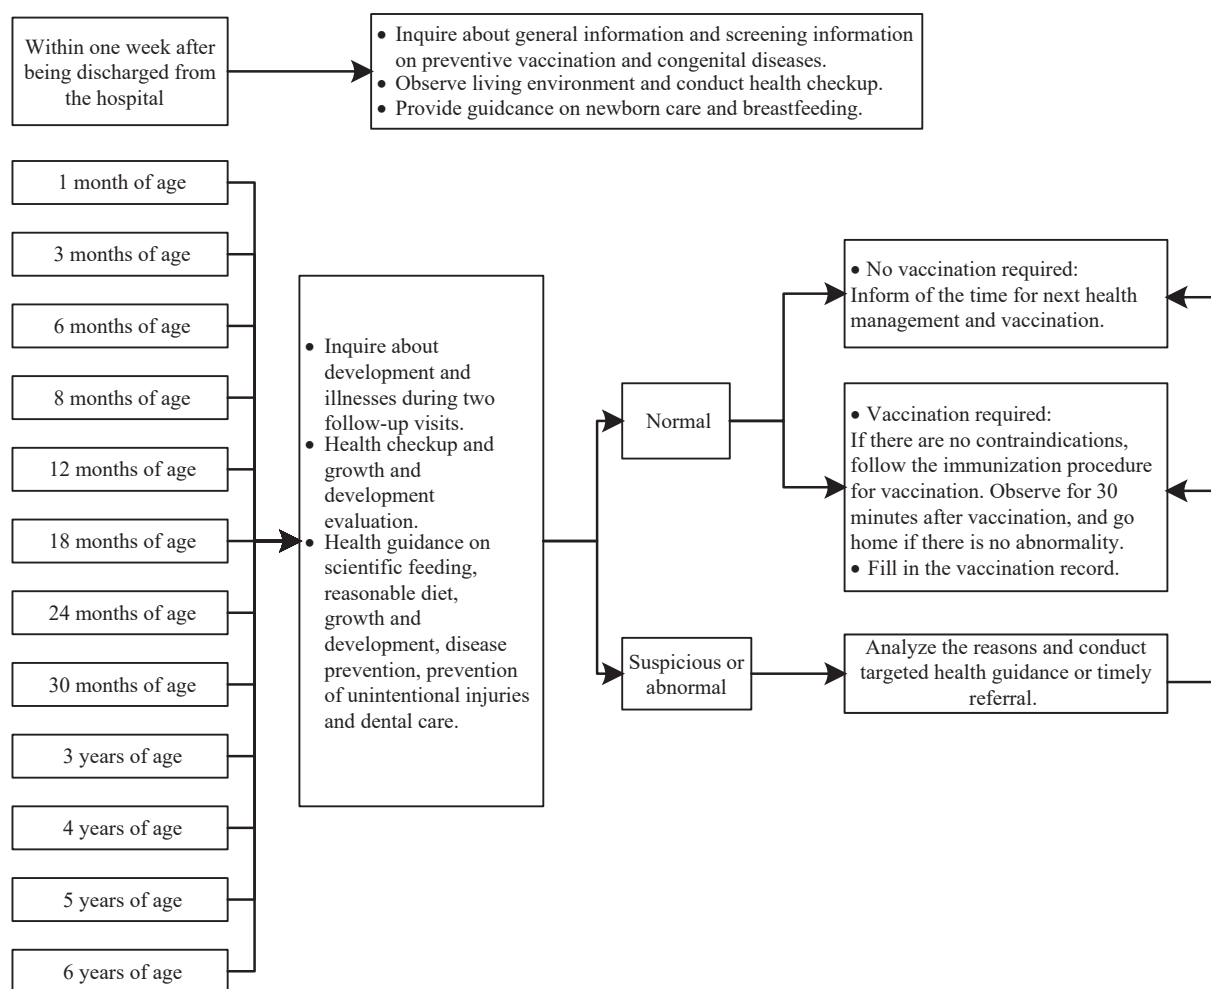 Within one week after
being discharged from
the hospital
• Inquire about general information and screening information
on preventive vaccination and congenital diseases.
• Observe living environment and conduct health checkup.
• Provide guidcance on newborn care and breastfeeding.
1 month of age
3 months of age
6 months of age
8 months of age
12 months of age
18 months of age
24 months of age
30 months of age
3 years of age
4 years of age
5 years of age
6 years of age
• Inquire about
development and
illnesses during two
follow-up visits.
• Health checkup and
growth and
development
evaluation.
• Health guidance on
scientific feeding,
reasonable diet,
growth and
development, disease
prevention, prevention
of unintentional injuries
and dental care.
Normal
Suspicious or
abnormal
• No vaccination required:
Inform of the time for next health
management and vaccination.
• Vaccination required:
If there are no contraindications,
follow the immunization procedure
for vaccination. Observe for 30
minutes after vaccination, and go
home if there is no abnormality.
• Fill in the vaccination record.
Analyze the reasons and conduct
targeted health guidance or timely
referral.